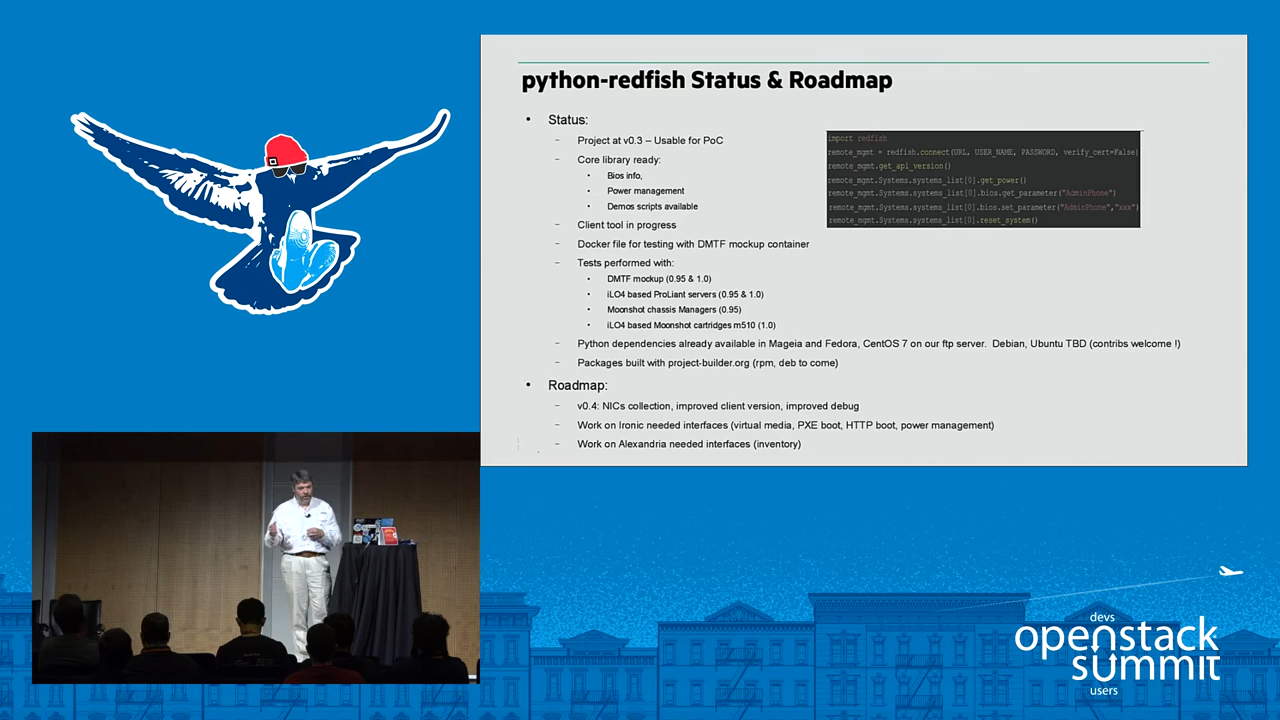 python-redfish Status & Roadmap
• Status:
– Project at v0.3 – Usable for PoC
– Core library ready:
• Bios info,
• Power management
• Demos scripts available
– Client tool in progress
– Docker file for testing with DMTF mockup container
– Tests performed with:
• DMTF mockup (0.95 & 1.0)
• iLO4 based ProLiant servers (0.95 & 1.0)
• Moonshot chassis Managers (0.95)
• iLO4 based Moonshot cartridges m510 (1.0)
– Python dependencies already available in Mageia and Fedora, CentOS 7 on our ftp server. Debian, Ubuntu TBD (contribs welcome !)
– Packages built with project-builder.org (rpm, deb to come)
• Roadmap:
– v0.4: NICs collection, improved client version, improved debug
– Work on Ironic needed interfaces (virtual media, PXE boot, HTTP boot, power management)
– Work on Alexandria needed interfaces (inventory)
import redfish
remote_mgmt = redfish.connect(URL, USER_NAME, PASSWORD, verify_cert=False)
remote_mgmt.get_api_version()
remote_mgmt.Systems.systems_list[0].get_power()
remote_mgmt.Systems.systems_list[0].bios.get_parameter("AdminPhone")
remote_mgmt.Systems.systems_list[0].bios.set_parameter("AdminPhone","xxx")
remote_mgmt.Systems.systems_list[0].reset_system()
devs
openstack
summit
users